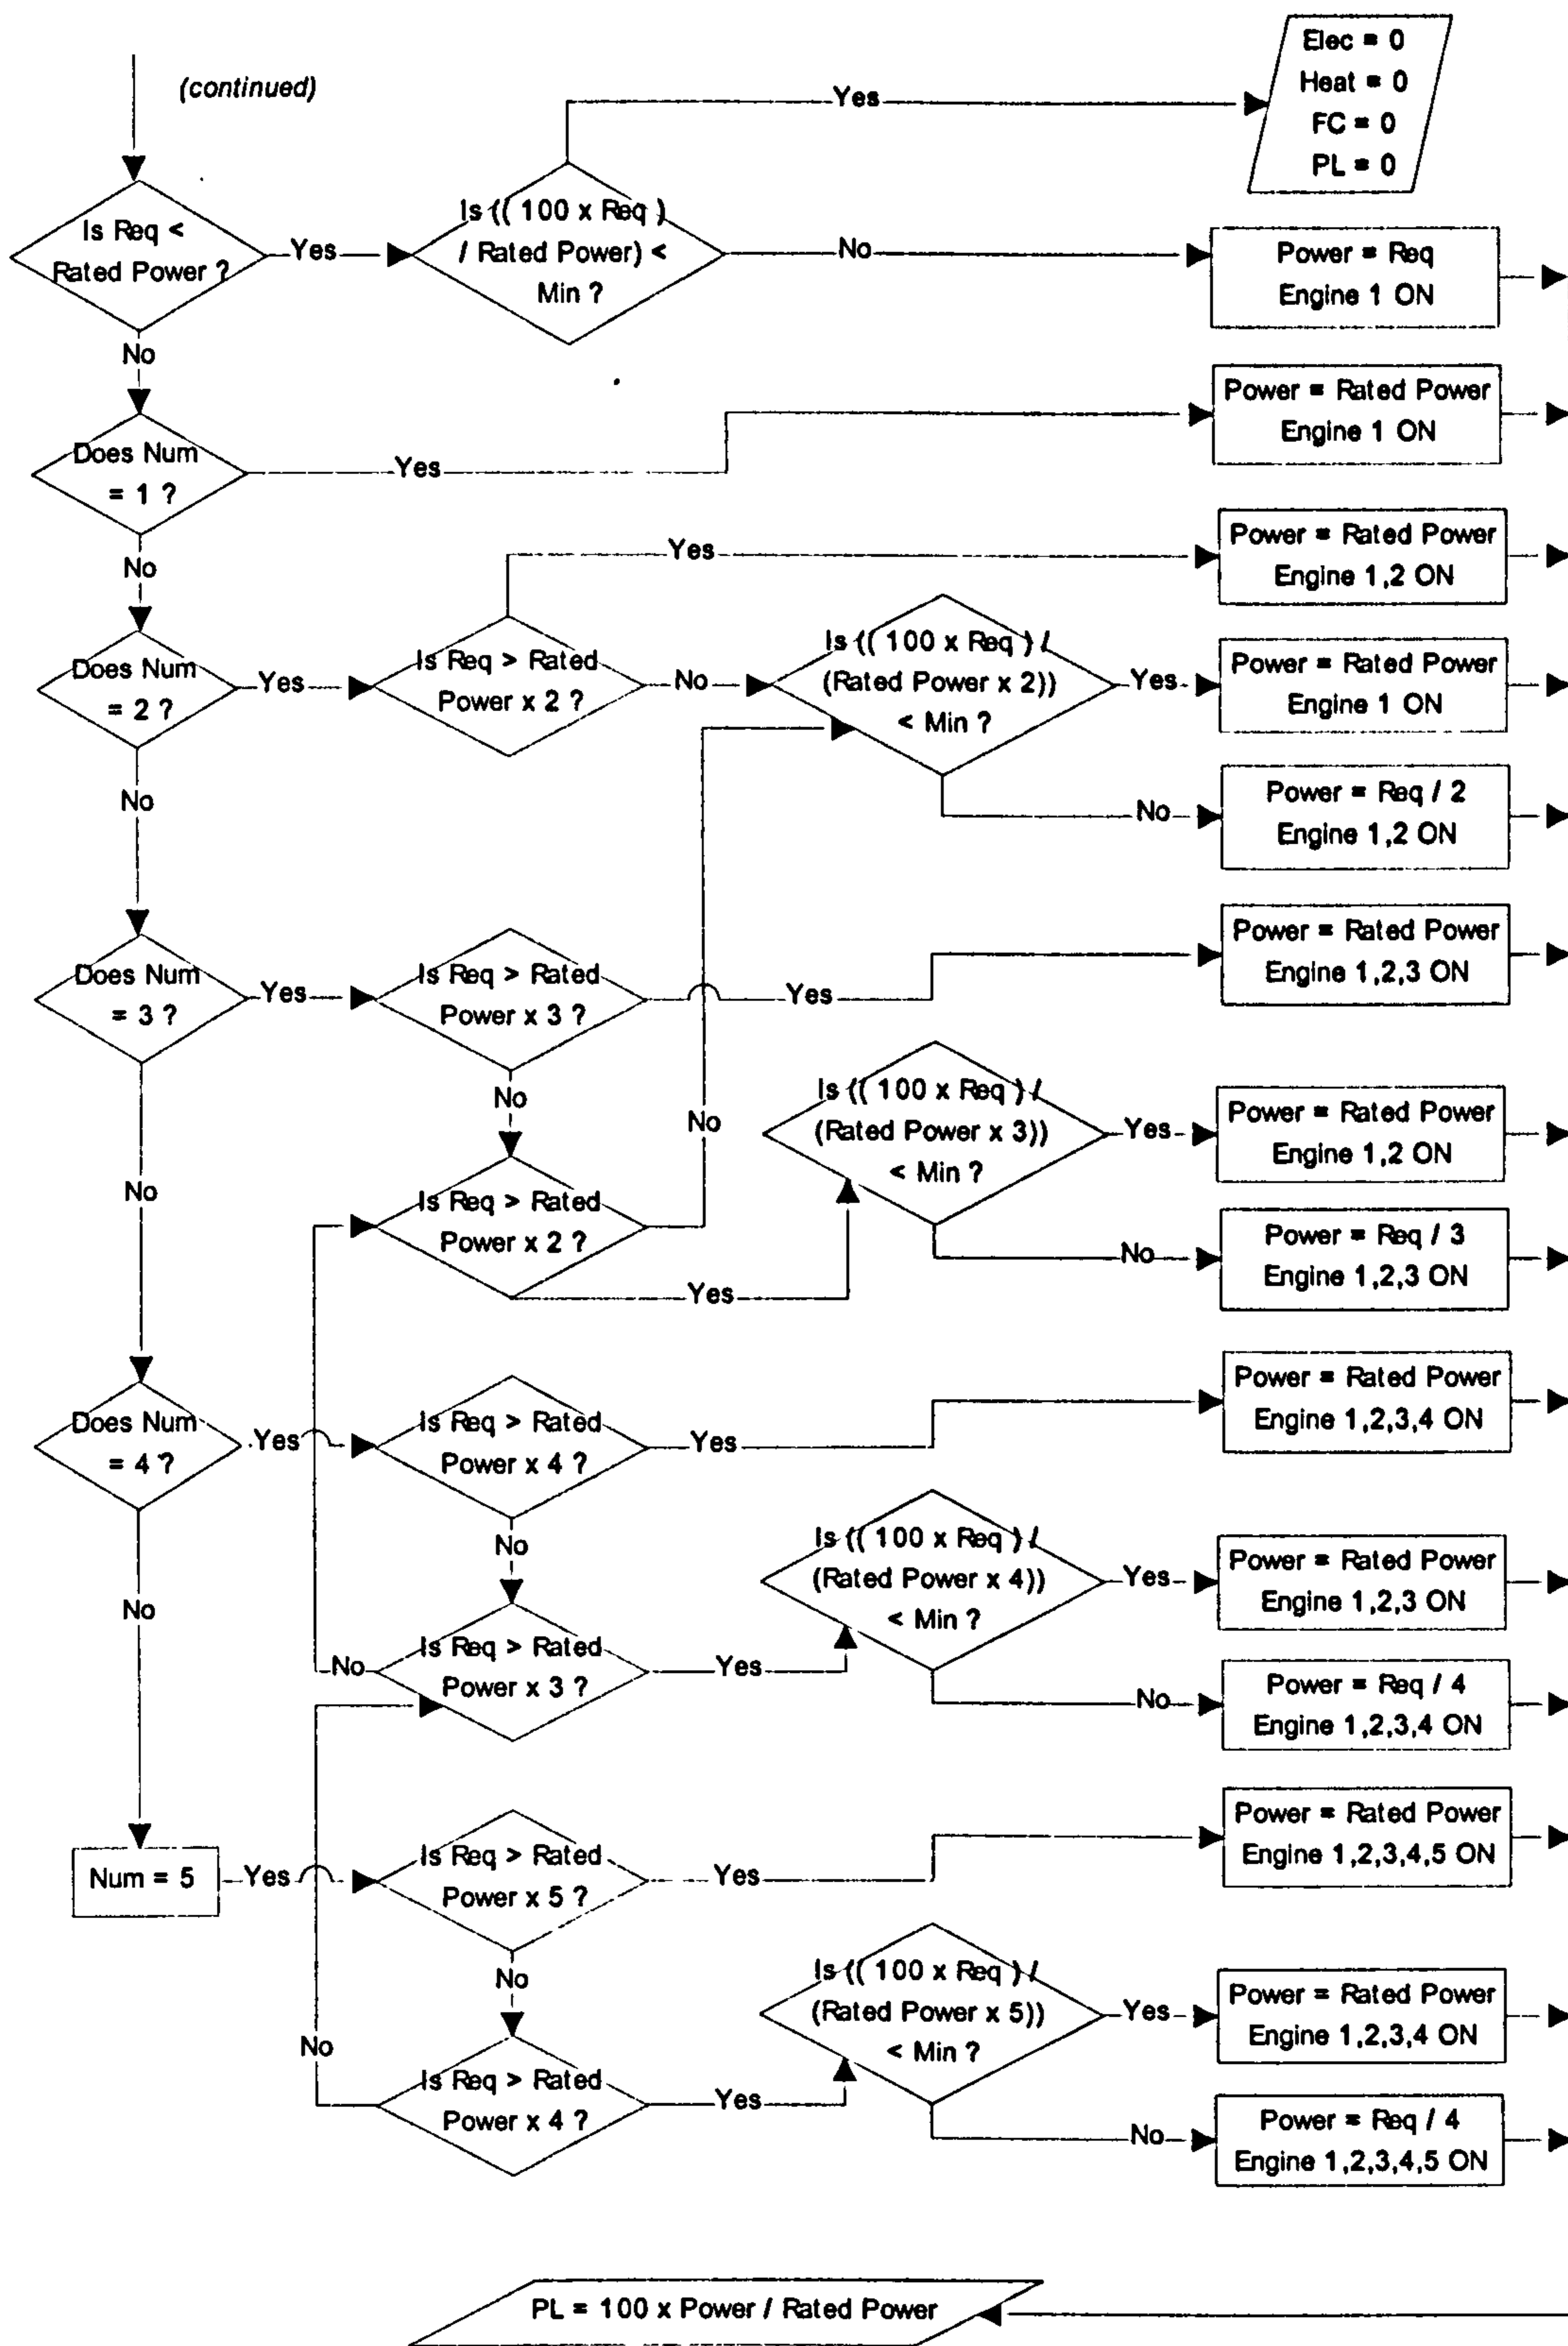 (continued)
Elec = 0
Heat = 0
FC = 0
PL = 0
Yes
Is Req <
Rated Power ?
Yes
Is (( 100 x Req )
/ Rated Power) <
Min ?
No
Power = Req
Engine 1 ON
No
Does Num
= 1 ?
Yes
Power = Rated Power
Engine 1 ON
No
Yes
Power = Rated Power
Engine 1,2 ON
Does Num
= 2 ?
Yes
Is Req > Rated
Power x 2 ?
No
Is (( 100 x Req ) /
(Rated Power x 2))
< Min ?
Yes
Power = Rated Power
Engine 1 ON
No
No
Power = Req / 2
Engine 1,2 ON
Does Num
= 3 ?
Yes
Is Req > Rated
Power x 3 ?
Yes
Power = Rated Power
Engine 1,2,3 ON
No
No
Is (( 100 x Req ) /
(Rated Power x 3))
< Min ?
Yes
Power = Rated Power
Engine 1,2 ON
No
Is Req > Rated
Power x 2 ?
Yes
No
Power = Req / 3
Engine 1,2,3 ON
Does Num
= 4 ?
Yes
Is Req > Rated
Power x 4 ?
Yes
Power = Rated Power
Engine 1,2,3,4 ON
No
Is (( 100 x Req ) /
(Rated Power x 4))
< Min ?
Yes
Power = Rated Power
Engine 1,2,3 ON
No
No
Is Req > Rated
Power x 3 ?
Yes
No
Power = Req / 4
Engine 1,2,3,4 ON
Num = 5
Yes
Is Req > Rated
Power x 5 ?
Yes
Power = Rated Power
Engine 1,2,3,4,5 ON
No
Is (( 100 x Req ) /
(Rated Power x 5))
< Min ?
Yes
Power = Rated Power
Engine 1,2,3,4 ON
No
Is Req > Rated
Power x 4 ?
Yes
No
Power = Req / 4
Engine 1,2,3,4,5 ON
PL = 100 x Power / Rated Power